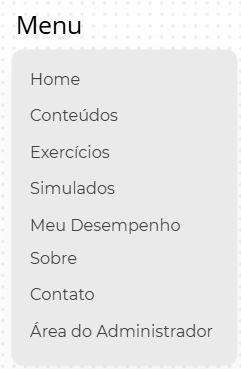 Menu
Home
Conteúdos
Exercícios
Simulados
Meu Desempenho
Sobre
Contato
Área do Administrador